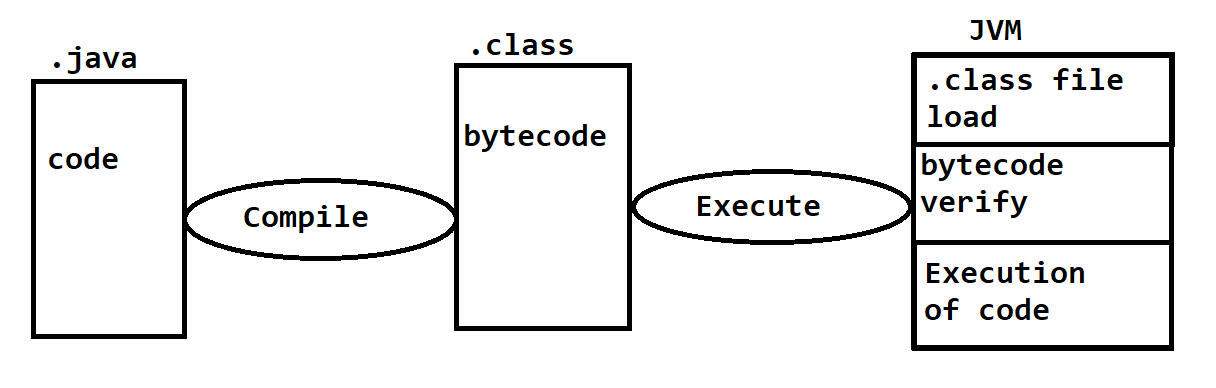 .java
code
Compile
.class
bytecode
Execute
JVM
.class file
load
bytecode
verify
Execution
of code